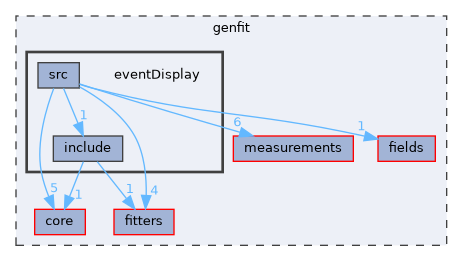 genfit
src
eventDisplay
1
6
1
include
measurements
fields
5
1
1
4
core
fitters